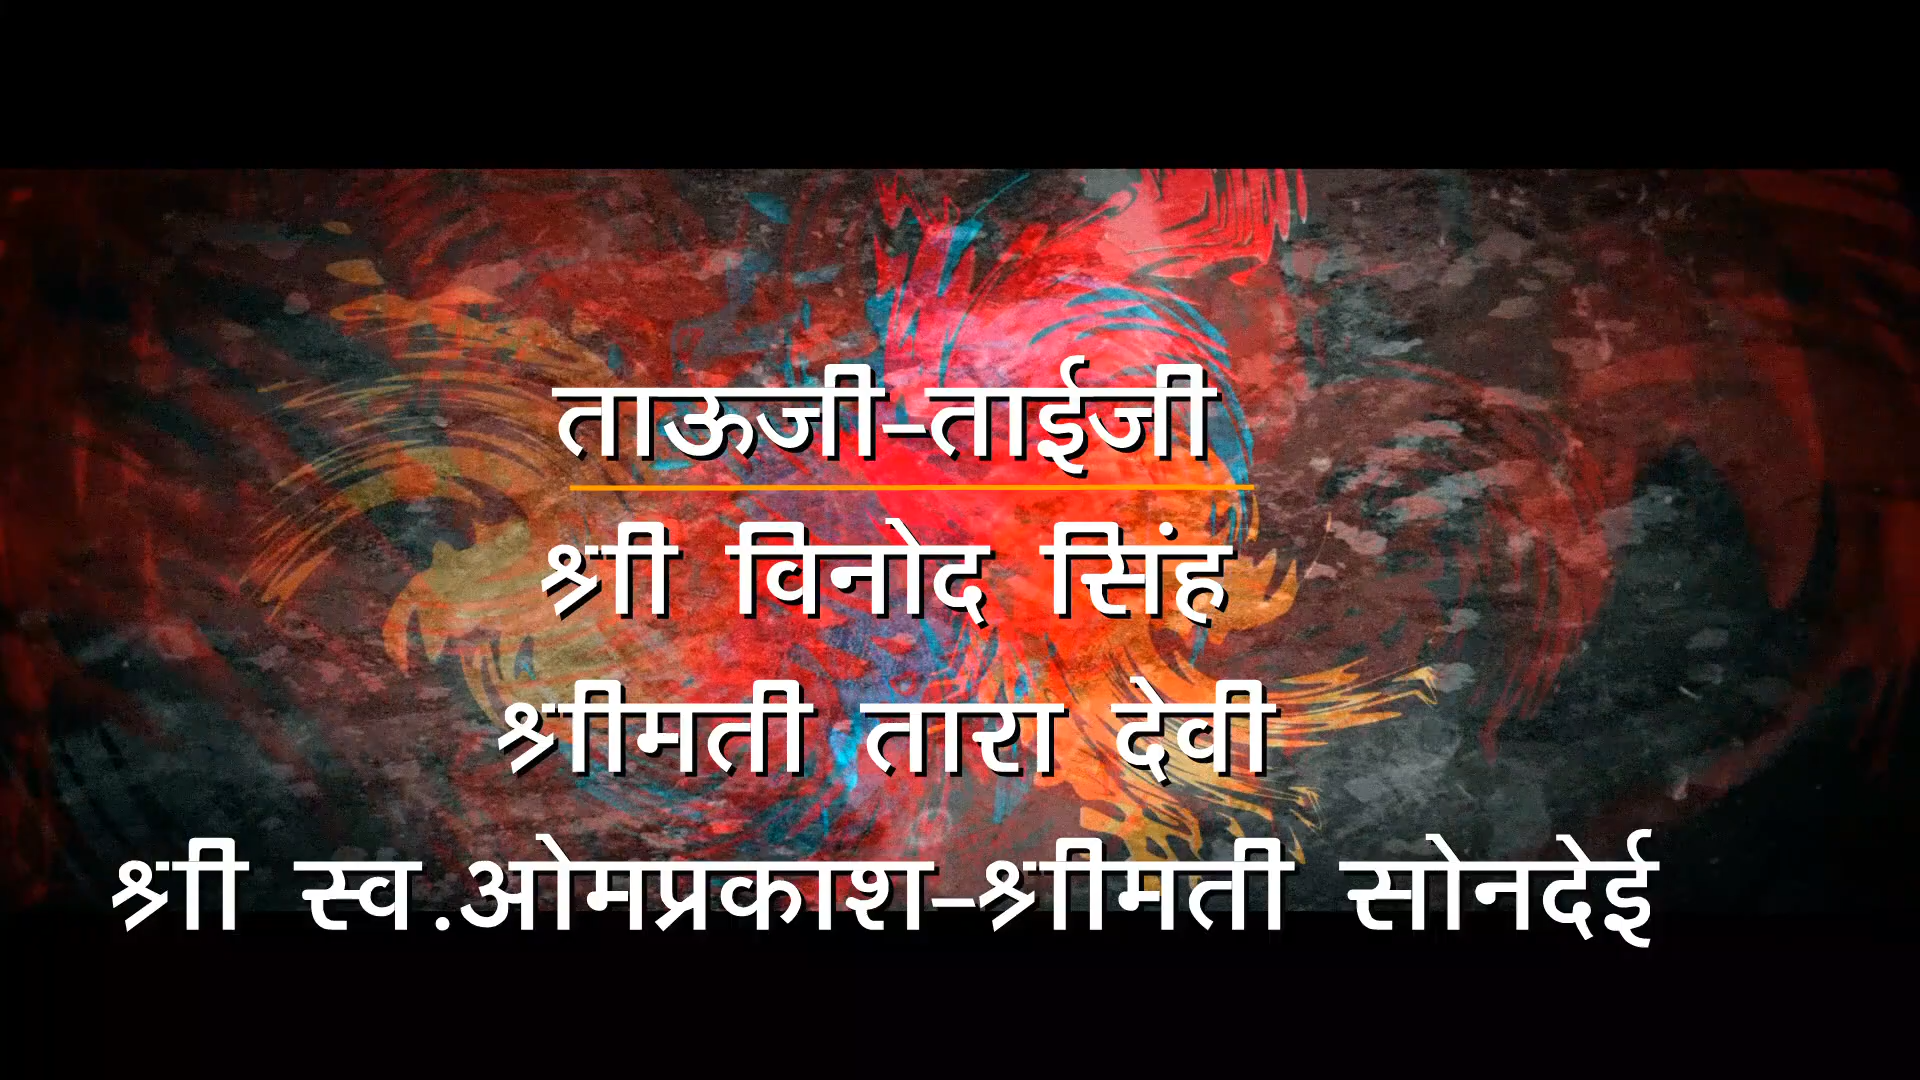 ताऊजी-ताईजी
श्री विनोद सिंह
श्रीमती तारा देवी
श्री स्व.ओमप्रकाश-श्रीमती सोनदेई